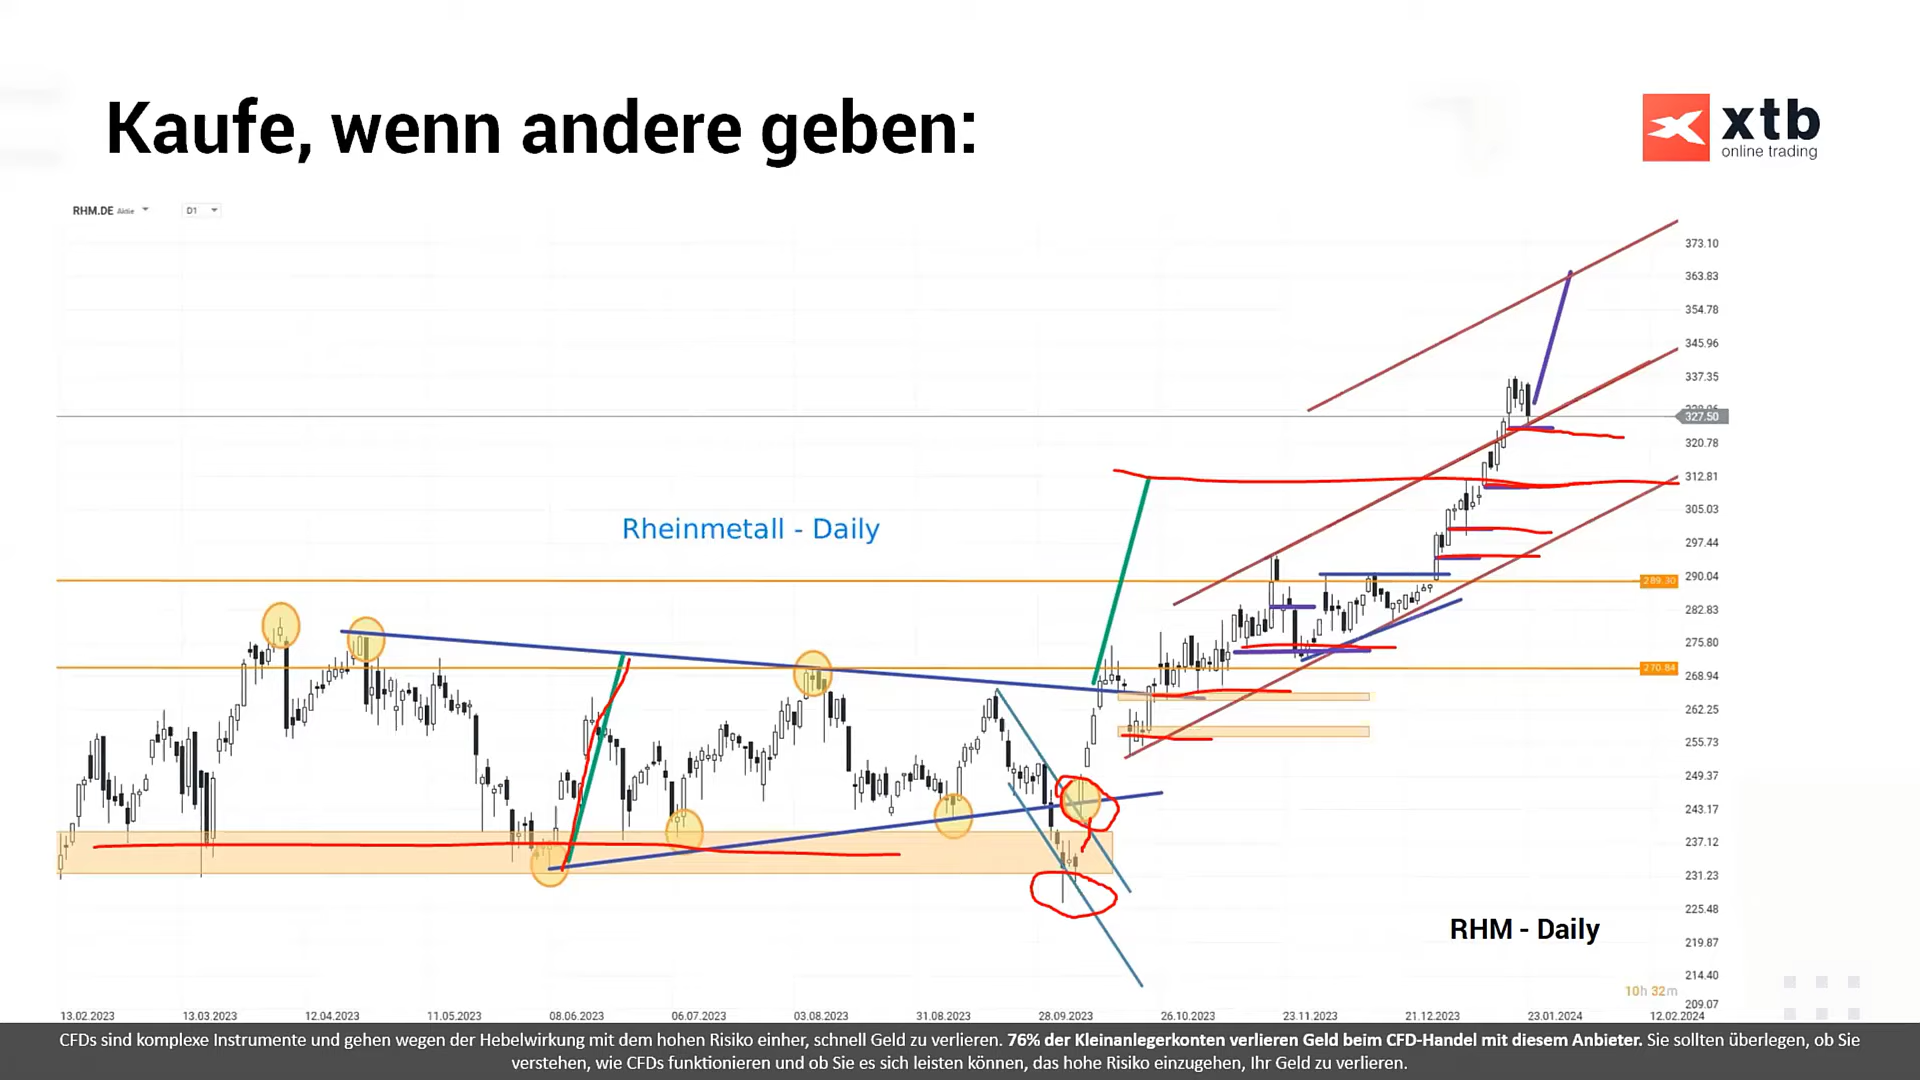 Kaufe, wenn andere geben:
xtb
online trading
RHM.DE Aktie
D1
373.10
363.83
354.78
345.96
337.35
327.50
320.78
312.81
305.03
297.44
290.04
289.30
282.83
275.80
270.84
268.94
262.25
255.73
249.37
243.17
237.12
231.23
225.48
219.87
214.40
209.07
Rheinmetall - Daily
RHM - Daily
10h 32m
13.02.2023 13.03.2023 12.04.2023 11.05.2023 08.06.2023 06.07.2023 03.08.2023 31.08.2023 28.09.2023 26.10.2023 23.11.2023 21.12.2023 23.01.2024 12.02.2024
CFDs sind komplexe Instrumente und gehen wegen der Hebelwirkung mit dem hohen Risiko einher, schnell Geld zu verlieren. 76% der Kleinanlegerkonten verlieren Geld beim CFD-Handel mit diesem Anbieter. Sie sollten überlegen, ob Sie
verstehen, wie CFDs funktionieren und ob Sie es sich leisten können, das hohe Risiko einzugehen, Ihr Geld zu verlieren.